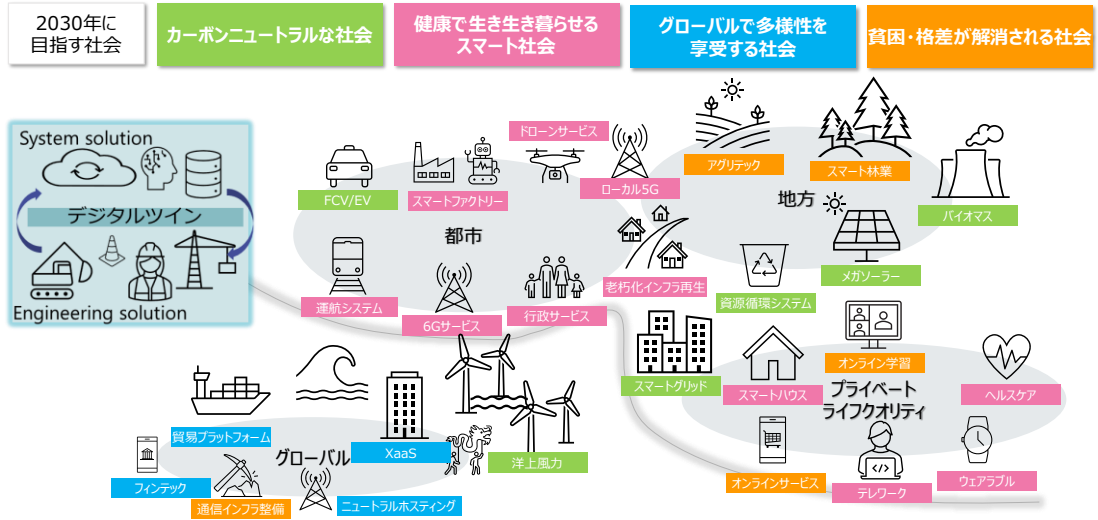 2030年に
目指す社会
カーボンニュートラルな社会
健康で生き生き暮らせる
スマート社会
グローバルで多様性を
享受する社会
貧困・格差が解消される社会
System solution
デジタルツイン
Engineering solution
ドローンサービス
ローカル5G
FCV/EV
スマートファクトリー
都市
運航システム
6Gサービス
行政サービス
老朽化インフラ再生
アグリテック
スマート林業
地方
バイオマス
メガソーラー
資源循環システム
スマートグリッド
スマートハウス
オンライン学習
プライベート
ライフクオリティ
ヘルスケア
オンラインサービス
テレワーク
ウェアラブル
貿易プラットフォーム
グローバル
XaaS
洋上風力
フィンテック
通信インフラ整備
ニュートラルホスティング